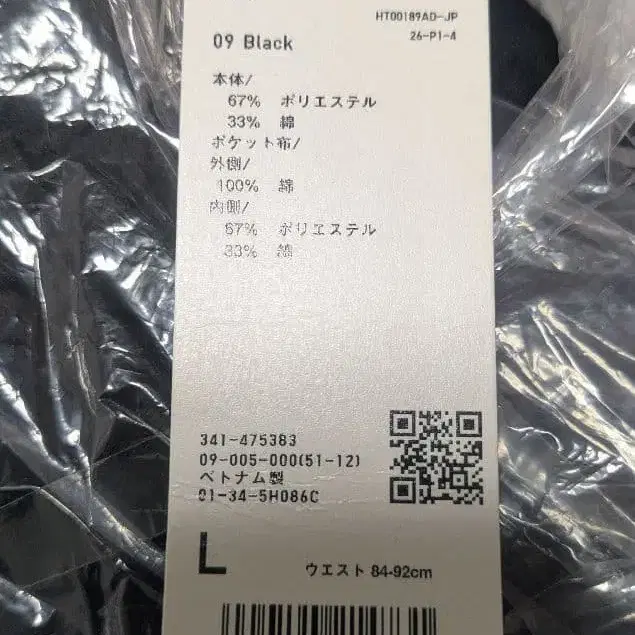 HT00189AD-JP
26-P1-4
09 Black
本体/
67% ポリエステル
33% 綿
ポケット布/
外側/
100% 綿
内側/
67% ポリエステル
33% 綿
341-475383
09-005-000(51-12)
ベトナム製
01-34-5H086C
L
ウエスト 84-92cm